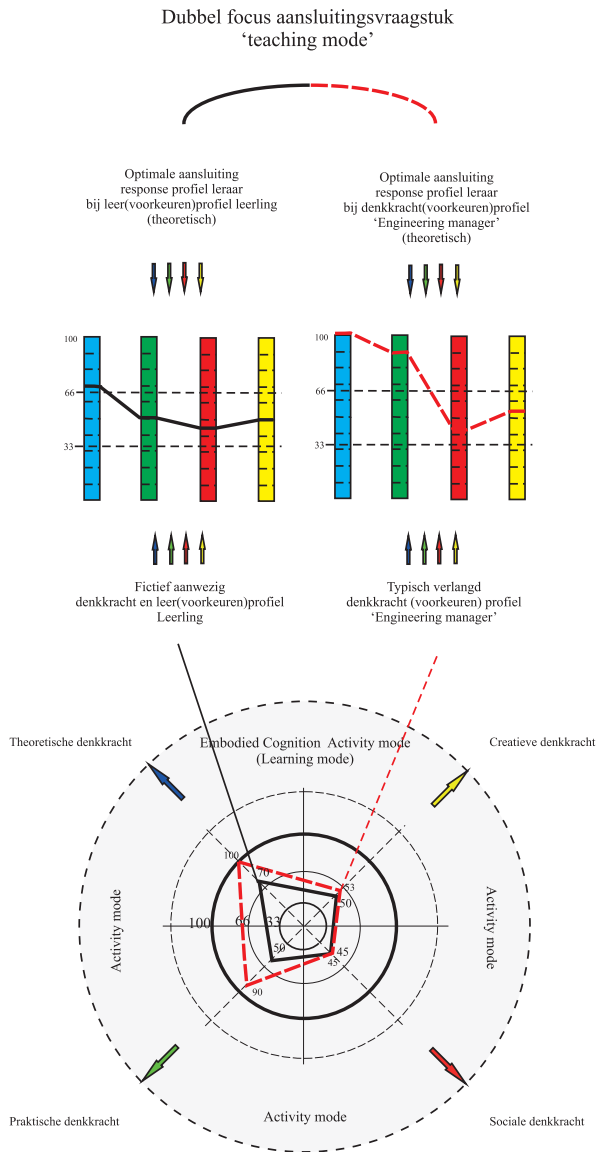 Dubbel focus aansluitingsvraagstuk
‘teaching mode’
Optimale aansluiting
response profiel leraar
bij leer(voorkeuren)profiel leerling
(theoretisch)
Optimale aansluiting
response profiel leraar
bij denkkracht(voorkeuren)profiel
‘Engineering manager’
(theoretisch)
100
66
33
100
66
33
Fictief aanwezig
denkkracht en leer(voorkeuren)profiel
Leerling
Typisch verlangd
denkkracht (voorkeuren) profiel
‘Engineering manager’
Theoretische denkkracht
Embodied Cognition Activity mode
(Learning mode)
Creatieve denkkracht
100
70
53
50
Activity mode
100
66
33
Activity mode
50
45
45
90
Activity mode
Praktische denkkracht
Sociale denkkracht